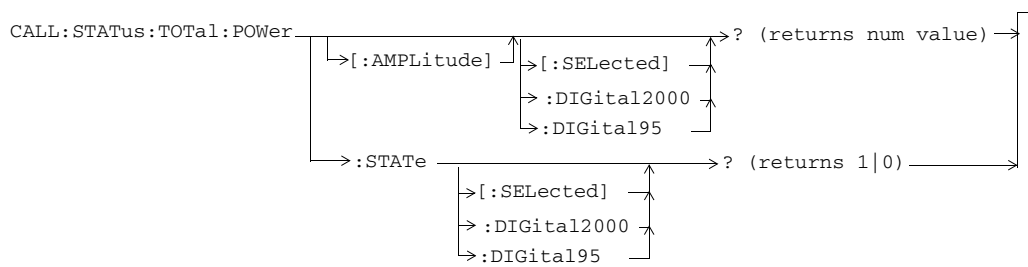 CALL:STATus:TOTal:POWer ? (returns num value)
[:AMPLitude] [:SELected]
:DIGital2000
:DIGital95
:STATe ? (returns 1|0)
[:SELected]
:DIGital2000
:DIGital95